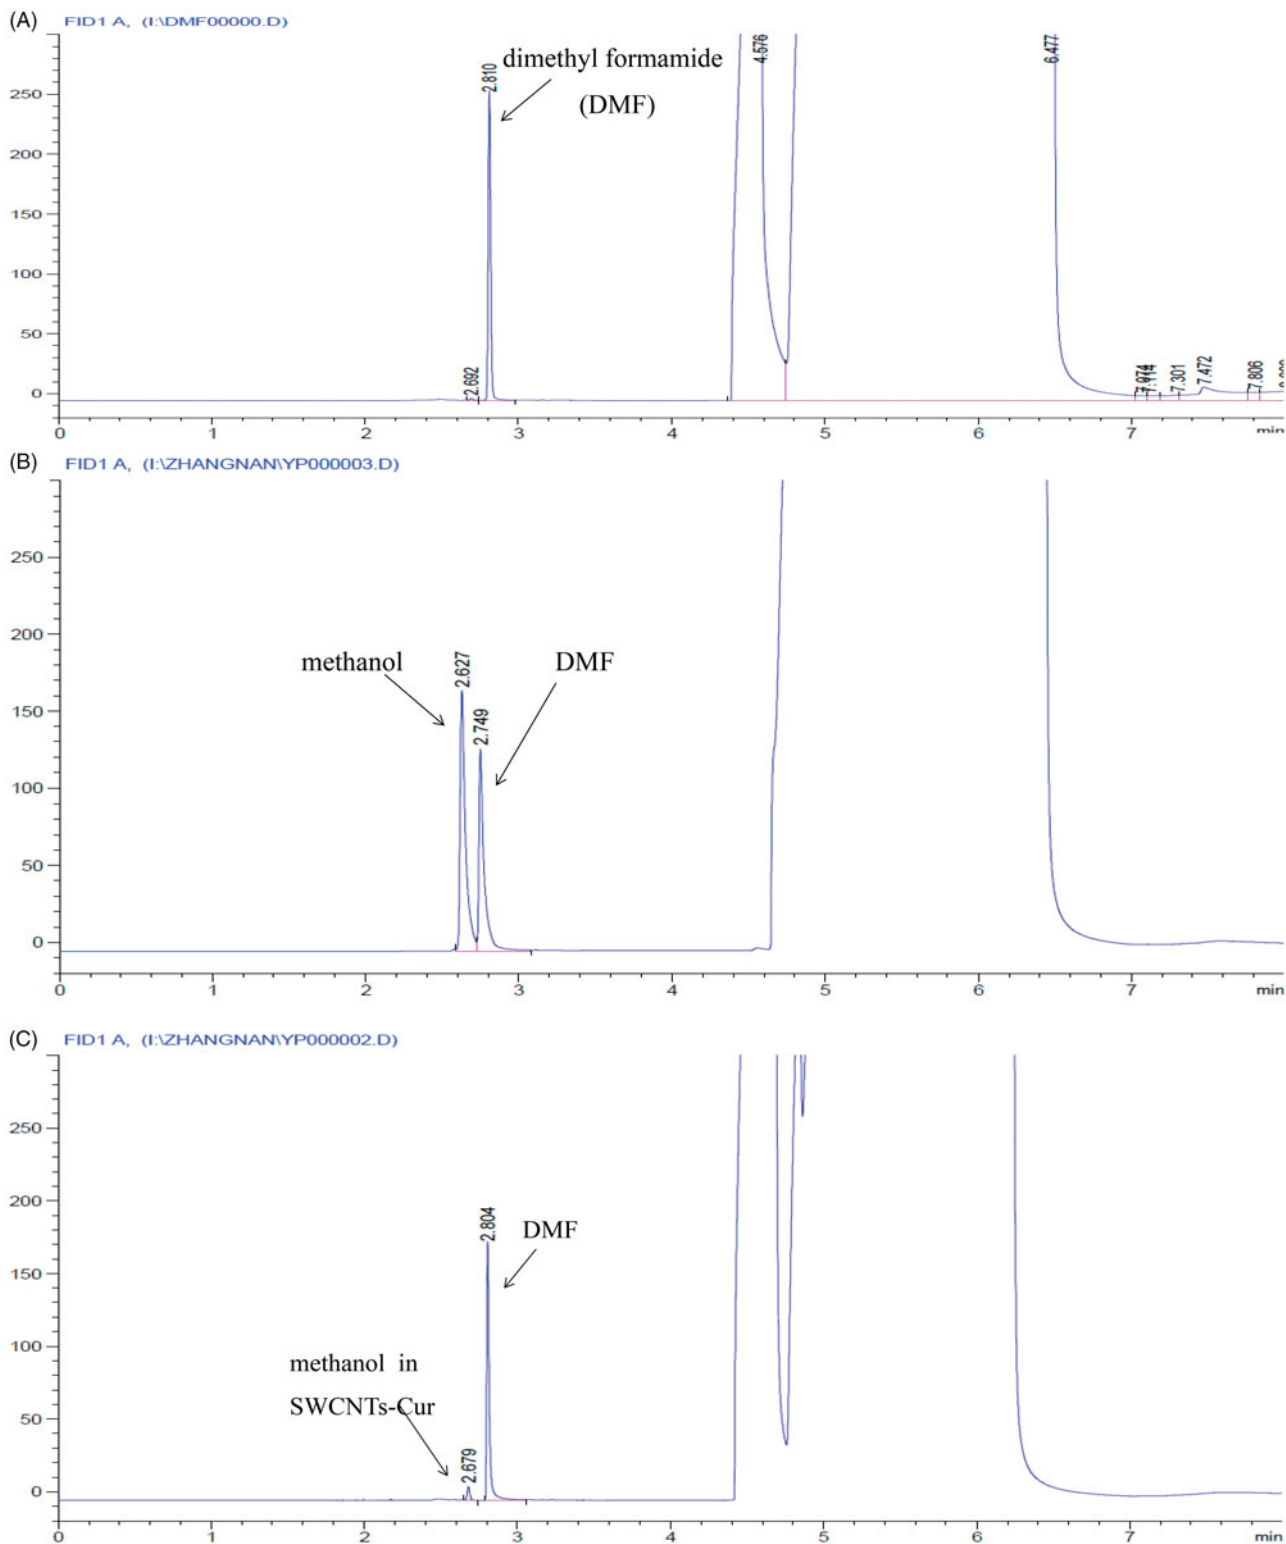 (A) FID1 A, (I:\DMF00000.D)
250
200
150
100
50
0
2.692
2.810
dimethyl formamide
(DMF)
4.576
6.477
7.114
7.301
7.472
7.806
0 1 2 3 4 5 6 7 min
(B) FID1 A, (I:\ZHANGNAN\YP000003.D)
250
200
150
100
50
0
methanol
2.627
2.749
DMF
0 1 2 3 4 5 6 7 min
(C) FID1 A, (I:\ZHANGNAN\YP000002.D)
250
200
150
100
50
0
methanol in
SWCNTs-Cur
2.679
2.804
DMF
0 1 2 3 4 5 6 7 min